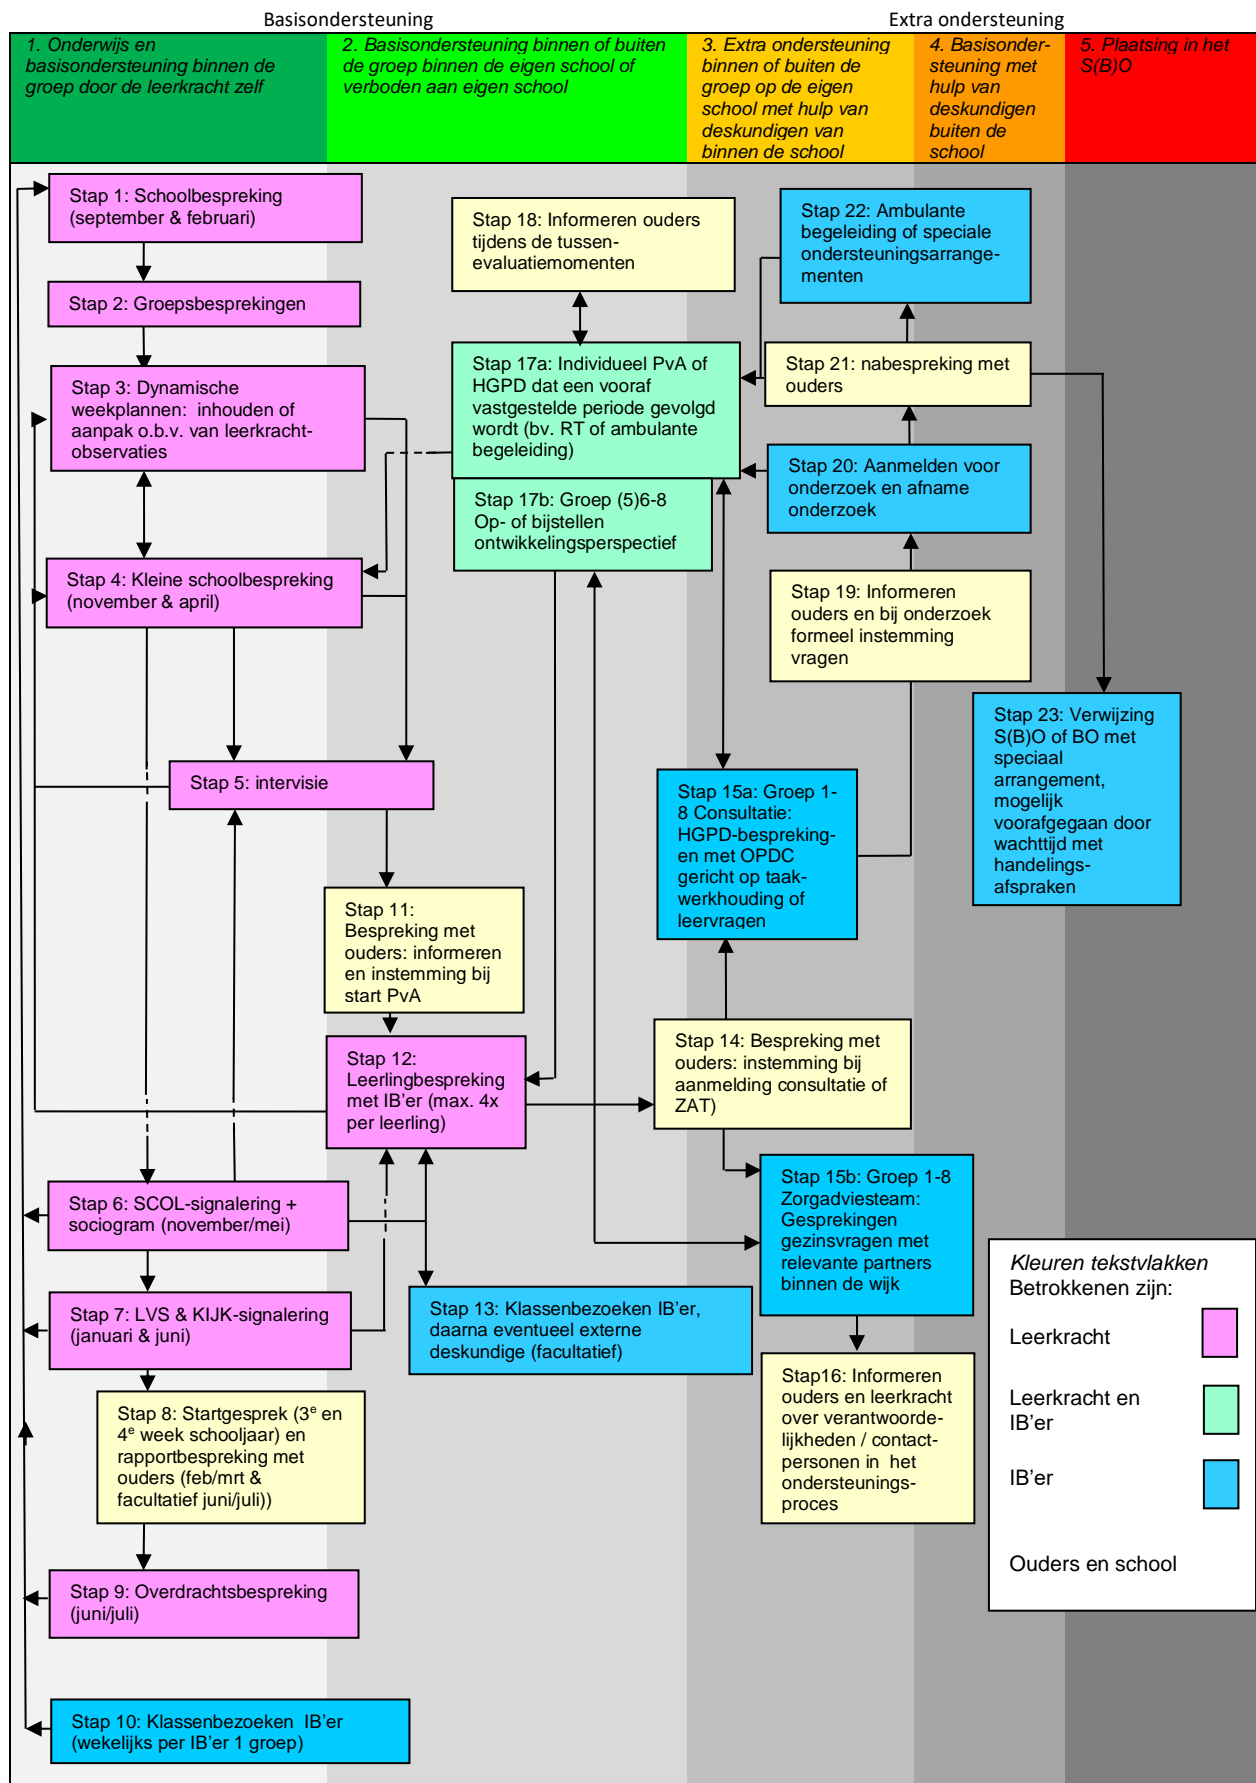 Basisondersteuning
Extra ondersteuning
1. Onderwijs en
basisondersteuning binnen de
groep door de leerkracht zelf
2. Basisondersteuning binnen of buiten
de groep binnen de eigen school of
verboden aan eigen school
3. Extra ondersteuning
binnen of buiten de
groep op de eigen
school met hulp van
deskundigen van
binnen de school
4. Basisonder-
steuning met
hulp van
deskundigen
buiten de
school
5. Plaatsing in het
S(B)O
Stap 1: Schoolbespreking
(september & februari)
Stap 2: Groepsbesprekingen
Stap 3: Dynamische
weekplannen: inhouden of
aanpak o.b.v. van leerkracht-
observaties
Stap 4: Kleine schoolbespreking
(november & april)
Stap 5: intervisie
Stap 6: SCOL-signalering +
sociogram (november/mei)
Stap 7: LVS & KIJK-signalering
(januari & juni)
Stap 8: Startgesprek (3e en
4e week schooljaar) en
rapportbespreking met
ouders (feb/mrt &
facultatief juni/juli))
Stap 9: Overdrachtsbespreking
(juni/juli)
Stap 10: Klassenbezoeken IB'er
(wekelijks per IB'er 1 groep)
Stap 11:
Bespreking met
ouders: informeren
en instemming bij
start PvA
Stap 12:
Leerlingbespreking
met IB'er (max. 4x
per leerling)
Stap 13: Klassenbezoeken IB'er,
daarna eventueel externe
deskundige (facultatief)
Stap 14: Bespreking met
ouders: instemming bij
aanmelding consultatie of
ZAT)
Stap 15a: Groep 1-
8 Consultatie:
HGPD-bespreking-
en met OPDC
gericht op taak-
werkhouding of
leervragen
Stap 15b: Groep 1-8
Zorgadviesteam:
Gesprekingen
gezinsvragen met
relevante partners
binnen de wijk
Stap16: Informeren
ouders en leerkracht
over verantwoorde-
lijkheden / contact-
personen in het
ondersteunings-
proces
Stap 17a: Individueel PvA of
HGPD dat een vooraf
vastgestelde periode gevolgd
wordt (bv. RT of ambulante
begeleiding)
Stap 17b: Groep (5)6-8
Op- of bijstellen
ontwikkelingsperspectief
Stap 18: Informeren ouders
tijdens de tussen-
evaluatiemomenten
Stap 19: Informeren
ouders en bij onderzoek
formeel instemming
vragen
Stap 20: Aanmelden voor
onderzoek en afname
onderzoek
Stap 21: nabespreking met
ouders
Stap 22: Ambulante
begeleiding of speciale
ondersteuningsarrange-
menten
Stap 23: Verwijzing
S(B)O of BO met
speciaal
arrangement,
mogelijk
voorafgegaan door
wachttijd met
handelings-
afspraken
Kleuren tekstvlakken
Betrokkenen zijn:
Leerkracht
Leerkracht en
IB'er
IB'er
Ouders en school